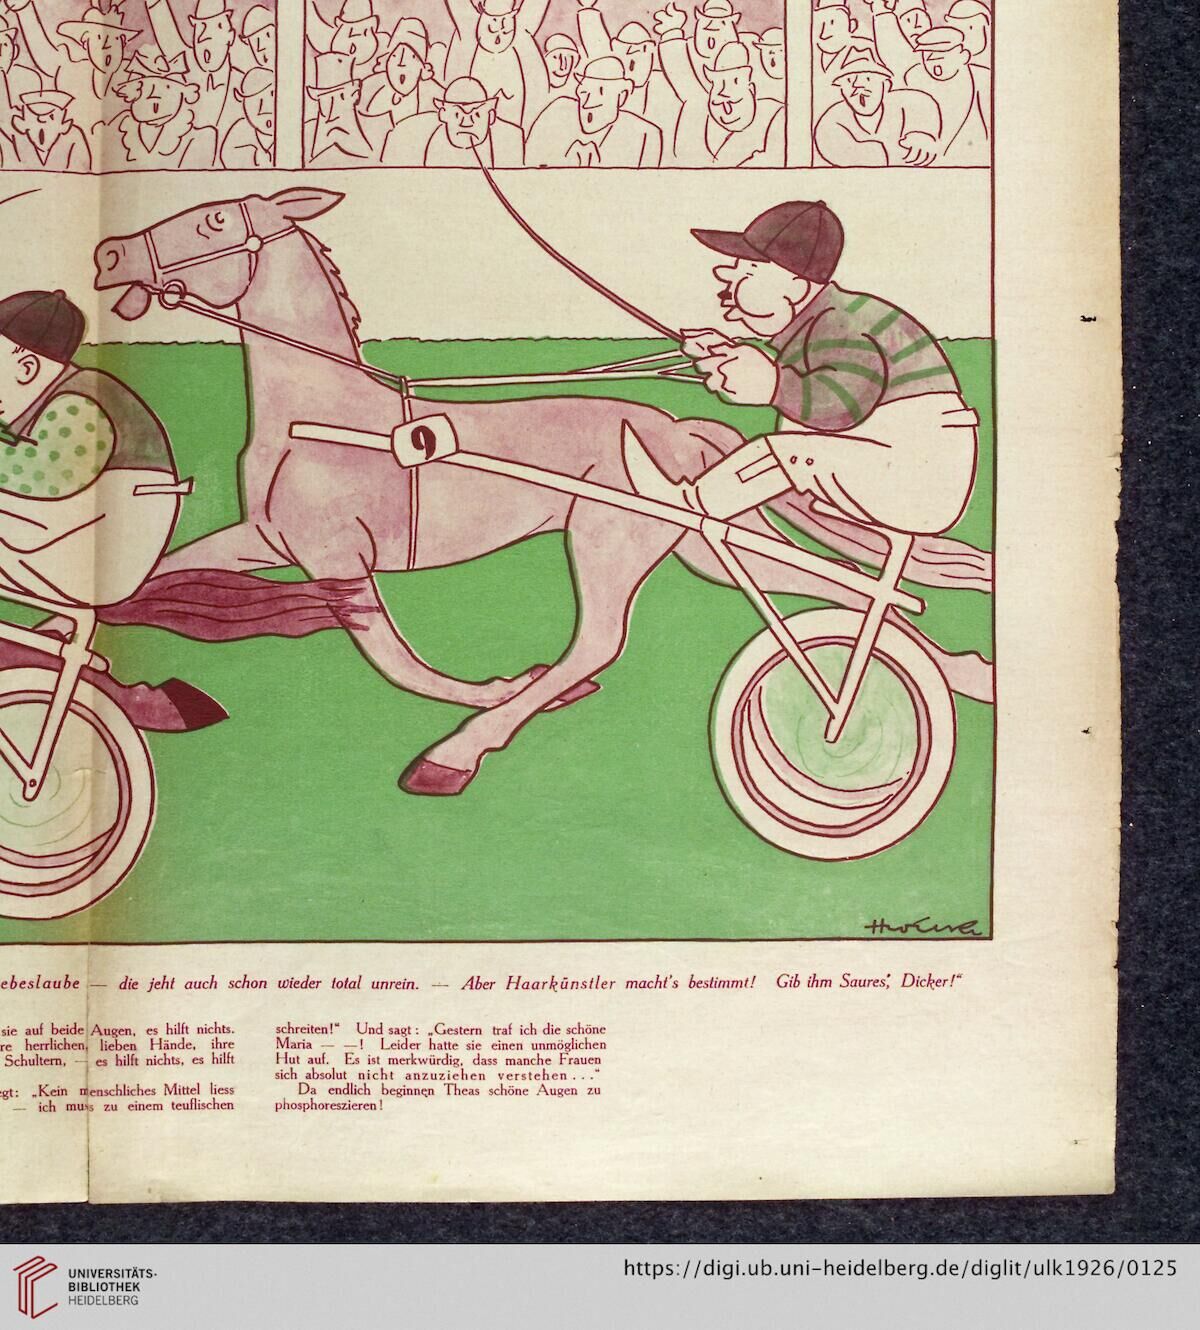 9
ebeslaube — die jeht auch schon wieder total unrein. — Aber Haarkünstler macht's bestimmt! Gib ihm Saures, Dicker!“
sie auf beide Augen, es hilft nichts.
re herrlichen, lieben Hände, ihre
Schultern, — es hilft nichts, es hilft
egt: „Kein menschliches Mittel liess
— ich muss zu einem teuflischen
schreiten!“ Und sagt: „Gestern traf ich die schöne
Maria — —! Leider hatte sie einen unmöglichen
Hut auf. Es ist merkwürdig, dass manche Frauen
sich absolut nicht anzuziehen verstehen . . .“
Da endlich beginnen Theas schöne Augen zu
phosphoreszieren!
UNIVERSITÄTS-
BIBLIOTHEK
HEIDELBERG
https://digi.ub.uni-heidelberg.de/diglit/ulk1926/0125